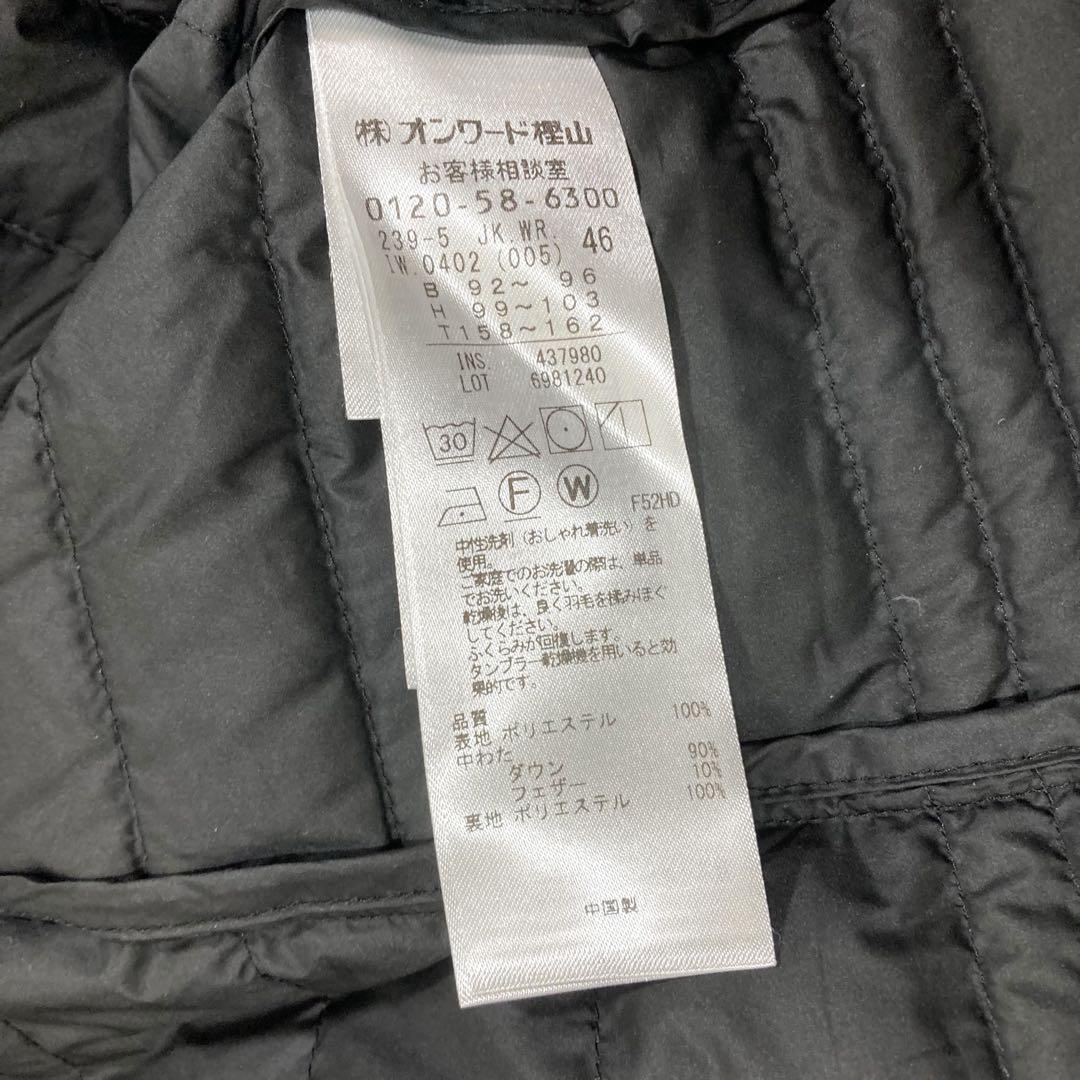 (株)オンワード樫山
お客様相談室
0120-58-6300
239-5 JK WR. 46
IW.0402 (005)
B 92〜 96
H 99〜103
T158〜162
INS. 437980
LOT 6981240
30
F W F52HD
中性洗剤（おしゃれ着洗い）を
使用。
ご家庭でのお洗濯の際は、単品
でお洗いください。
乾燥後は、良く羽毛を揉みほぐ
してください。
ふくらみが回復します。
タンブラー乾燥機を用いると効
果的です。
品質
表地 ポリエステル 100%
中わた
ダウン 90%
フェザー 10%
裏地 ポリエステル 100%
中国製